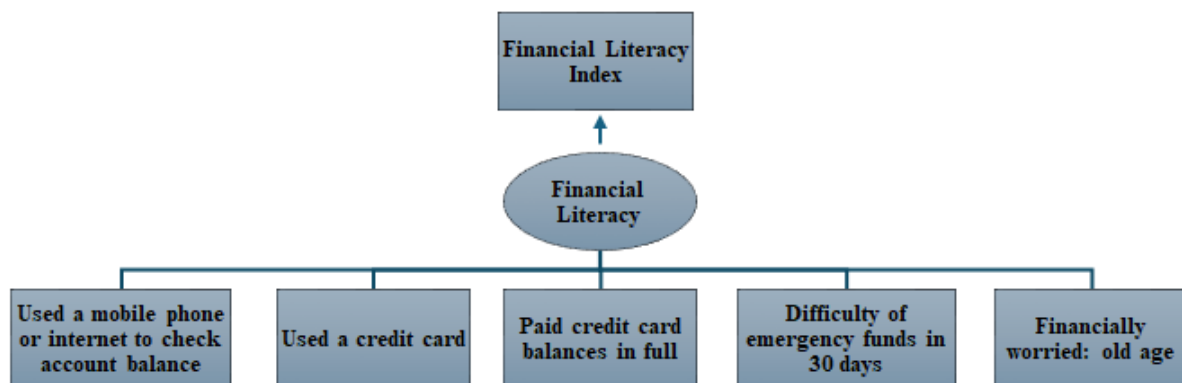 Financial Literacy
Index
Financial
Literacy
Used a mobile phone
or internet to check
account balance
Used a credit card
Paid credit card
balances in full
Difficulty of
emergency funds in
30 days
Financially
worried: old age